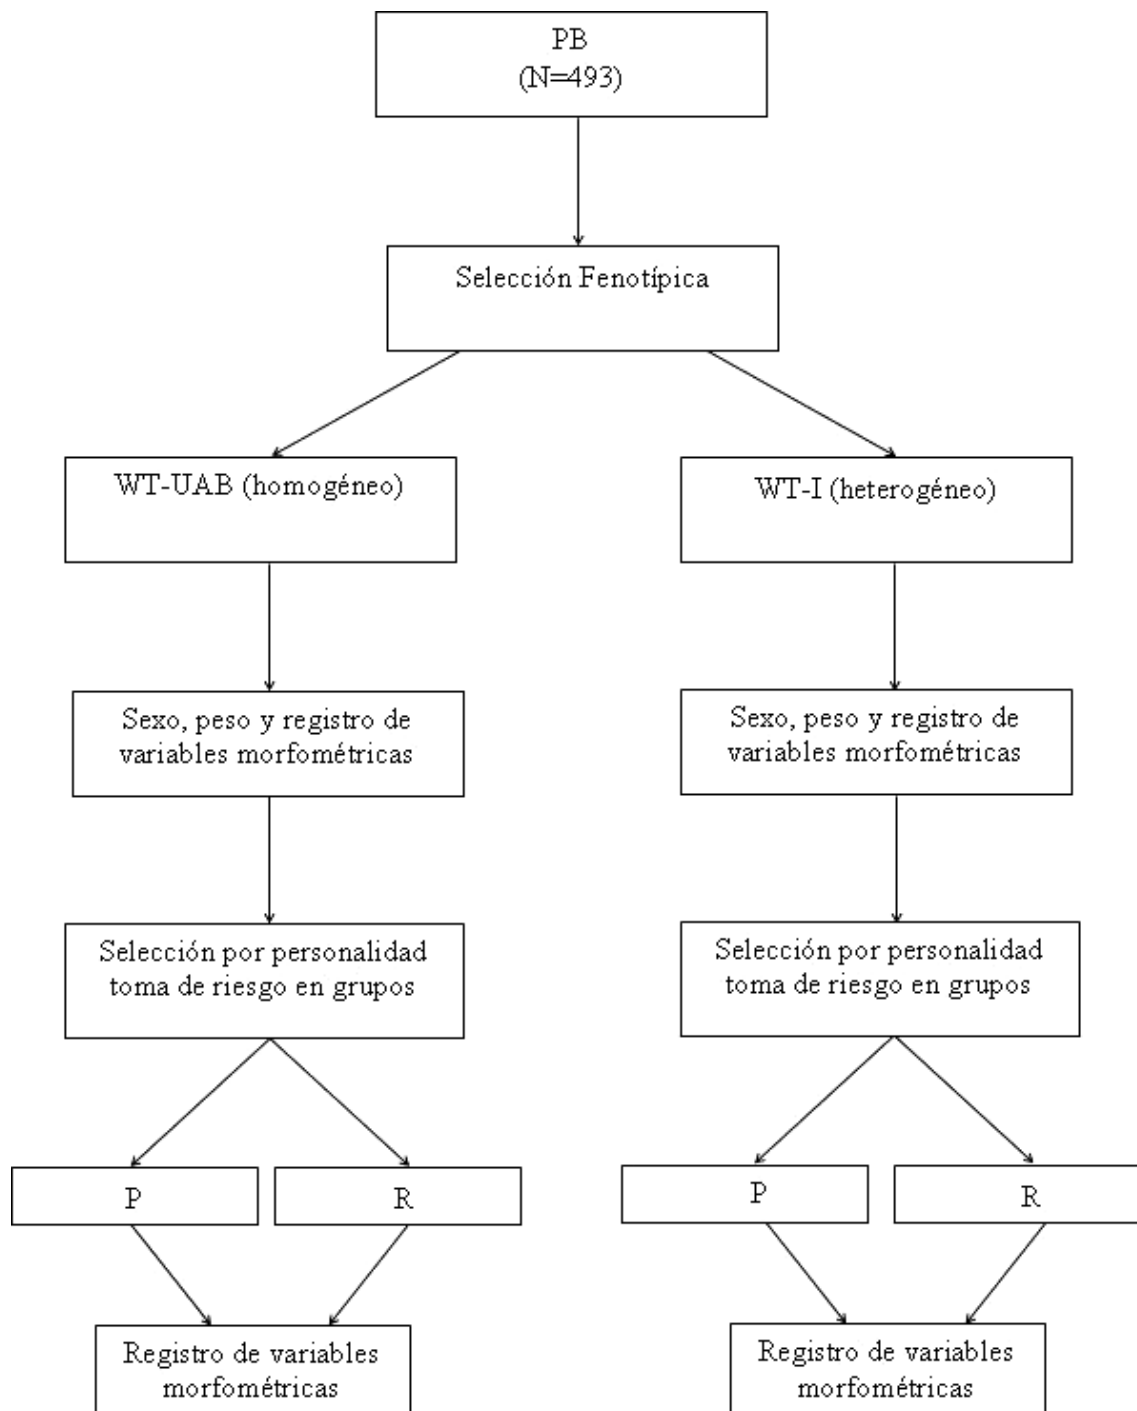 PB
(N=493)
Selección Fenotípica
WT-UAB (homogéneo)
WT-I (heterogéneo)
Sexo, peso y registro de
variables morfométricas
Sexo, peso y registro de
variables morfométricas
Selección por personalidad
toma de riesgo en grupos
Selección por personalidad
toma de riesgo en grupos
P
R
P
R
Registro de variables
morfométricas
Registro de variables
morfométricas